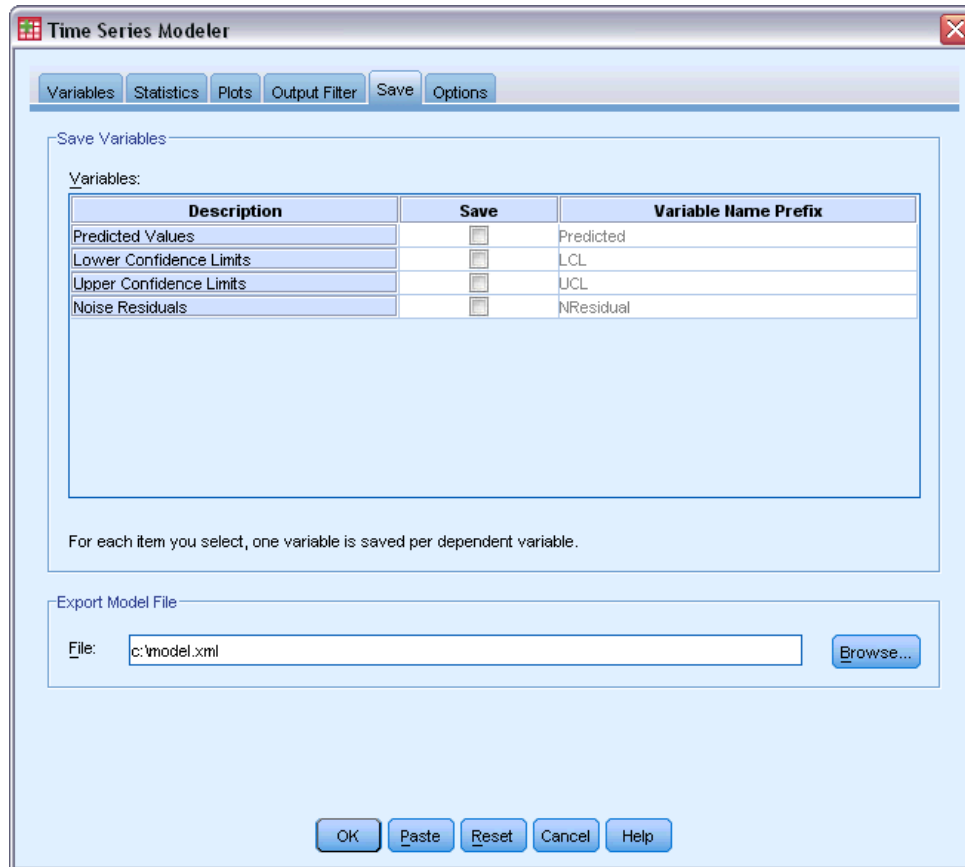 Time Series Modeler
Variables Statistics Plots Output Filter Save Options
Save Variables
Variables:
Description Save Variable Name Prefix
Predicted Values Predicted
Lower Confidence Limits LCL
Upper Confidence Limits UCL
Noise Residuals NResidual
For each item you select, one variable is saved per dependent variable.
Export Model File
File: c:\model.xml Browse...
OK Paste Reset Cancel Help